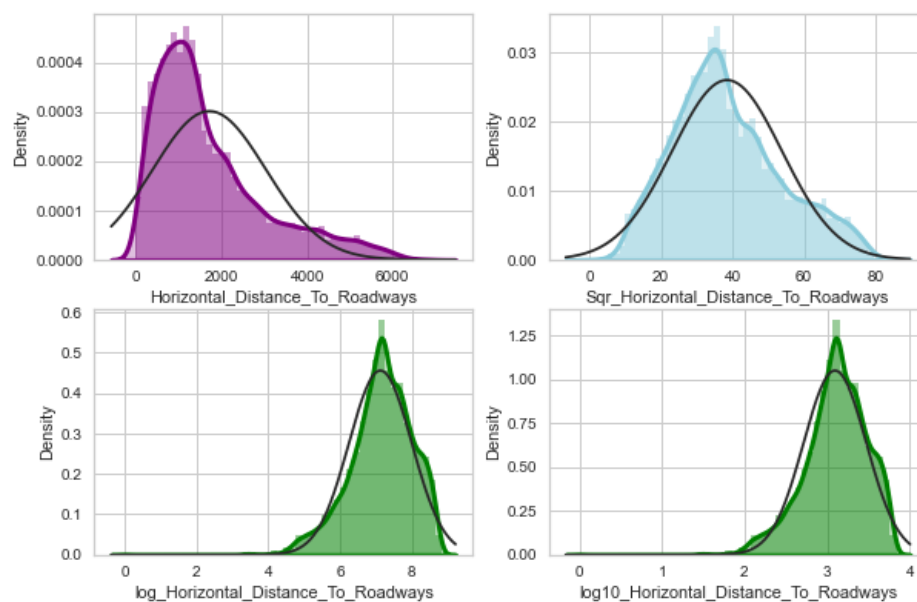 0.0004
0.0003
0.0002
0.0001
0.0000
Density
0 2000 4000 6000
Horizontal_Distance_To_Roadways
0.03
0.02
0.01
0.00
Density
0 20 40 60 80
Sqr_Horizontal_Distance_To_Roadways
0.6
0.5
0.4
0.3
0.2
0.1
0.0
Density
0 2 4 6 8
log_Horizontal_Distance_To_Roadways
1.25
1.00
0.75
0.50
0.25
0.00
Density
0 1 2 3 4
log10_Horizontal_Distance_To_Roadways